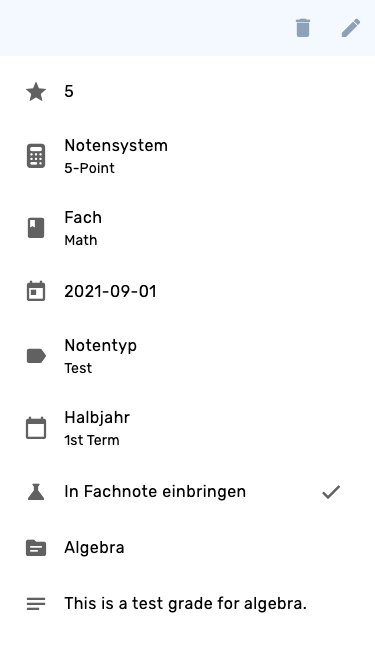 5
Notensystem
5-Point
Fach
Math
2021-09-01
Notentyp
Test
Halbjahr
1st Term
In Fachnote einbringen
Algebra
This is a test grade for algebra.